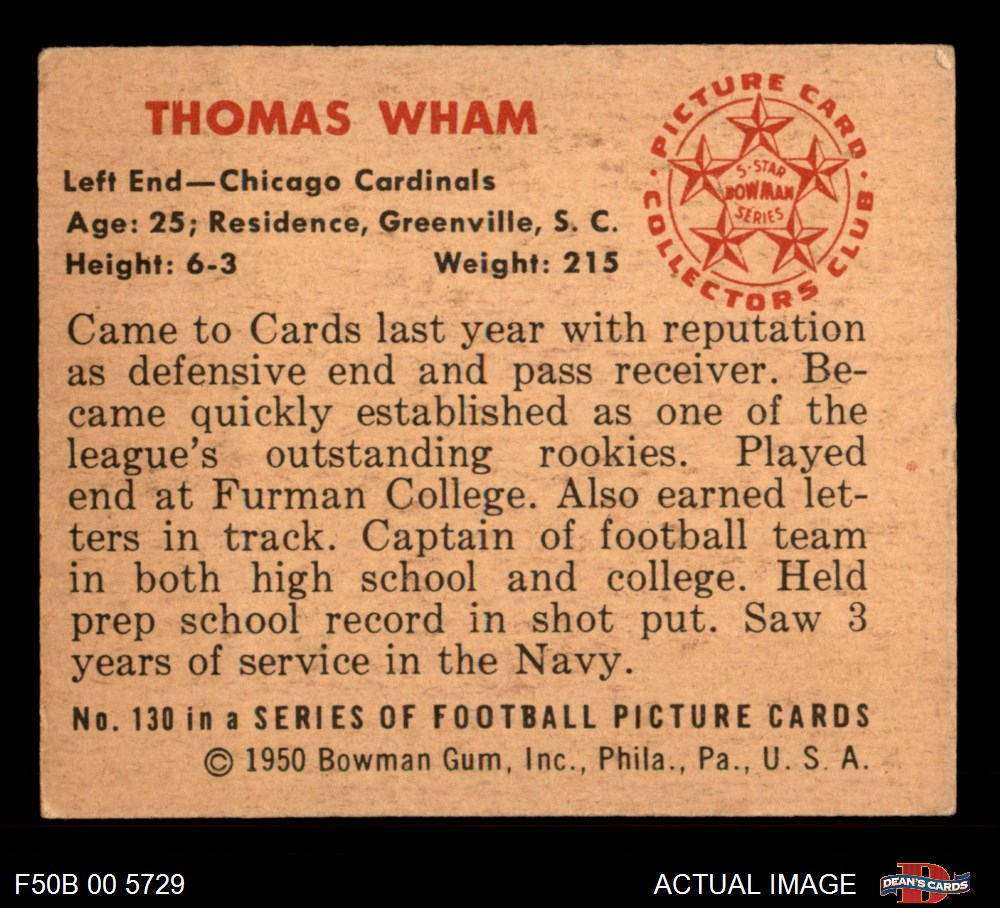 THOMAS WHAM
Left End—Chicago Cardinals
Age: 25; Residence, Greenville, S. C.
Height: 6-3 Weight: 215
PICTURE CARD
COLLECTORS CLUB
5-STAR
BOWMAN
SERIES
Came to Cards last year with reputation
as defensive end and pass receiver. Be-
came quickly established as one of the
league's outstanding rookies. Played
end at Furman College. Also earned let-
ters in track. Captain of football team
in both high school and college. Held
prep school record in shot put. Saw 3
years of service in the Navy.
No. 130 in a SERIES OF FOOTBALL PICTURE CARDS
© 1950 Bowman Gum, Inc., Phila., Pa., U. S. A.
F50B 00 5729
ACTUAL IMAGE
D
DEAN'S CARDS